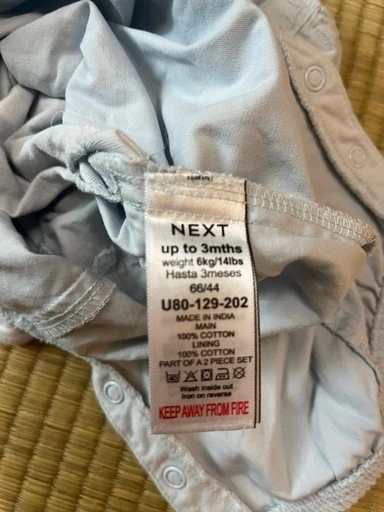 NEXT
up to 3mths
weight 6kg/14lbs
Hasta 3meses
66/44
U80-129-202
MADE IN INDIA
MAIN
100% COTTON
LINING
100% COTTON
PART OF A 2 PIECE SET
Wash inside out
Iron on reverse
KEEP AWAY FROM FIRE